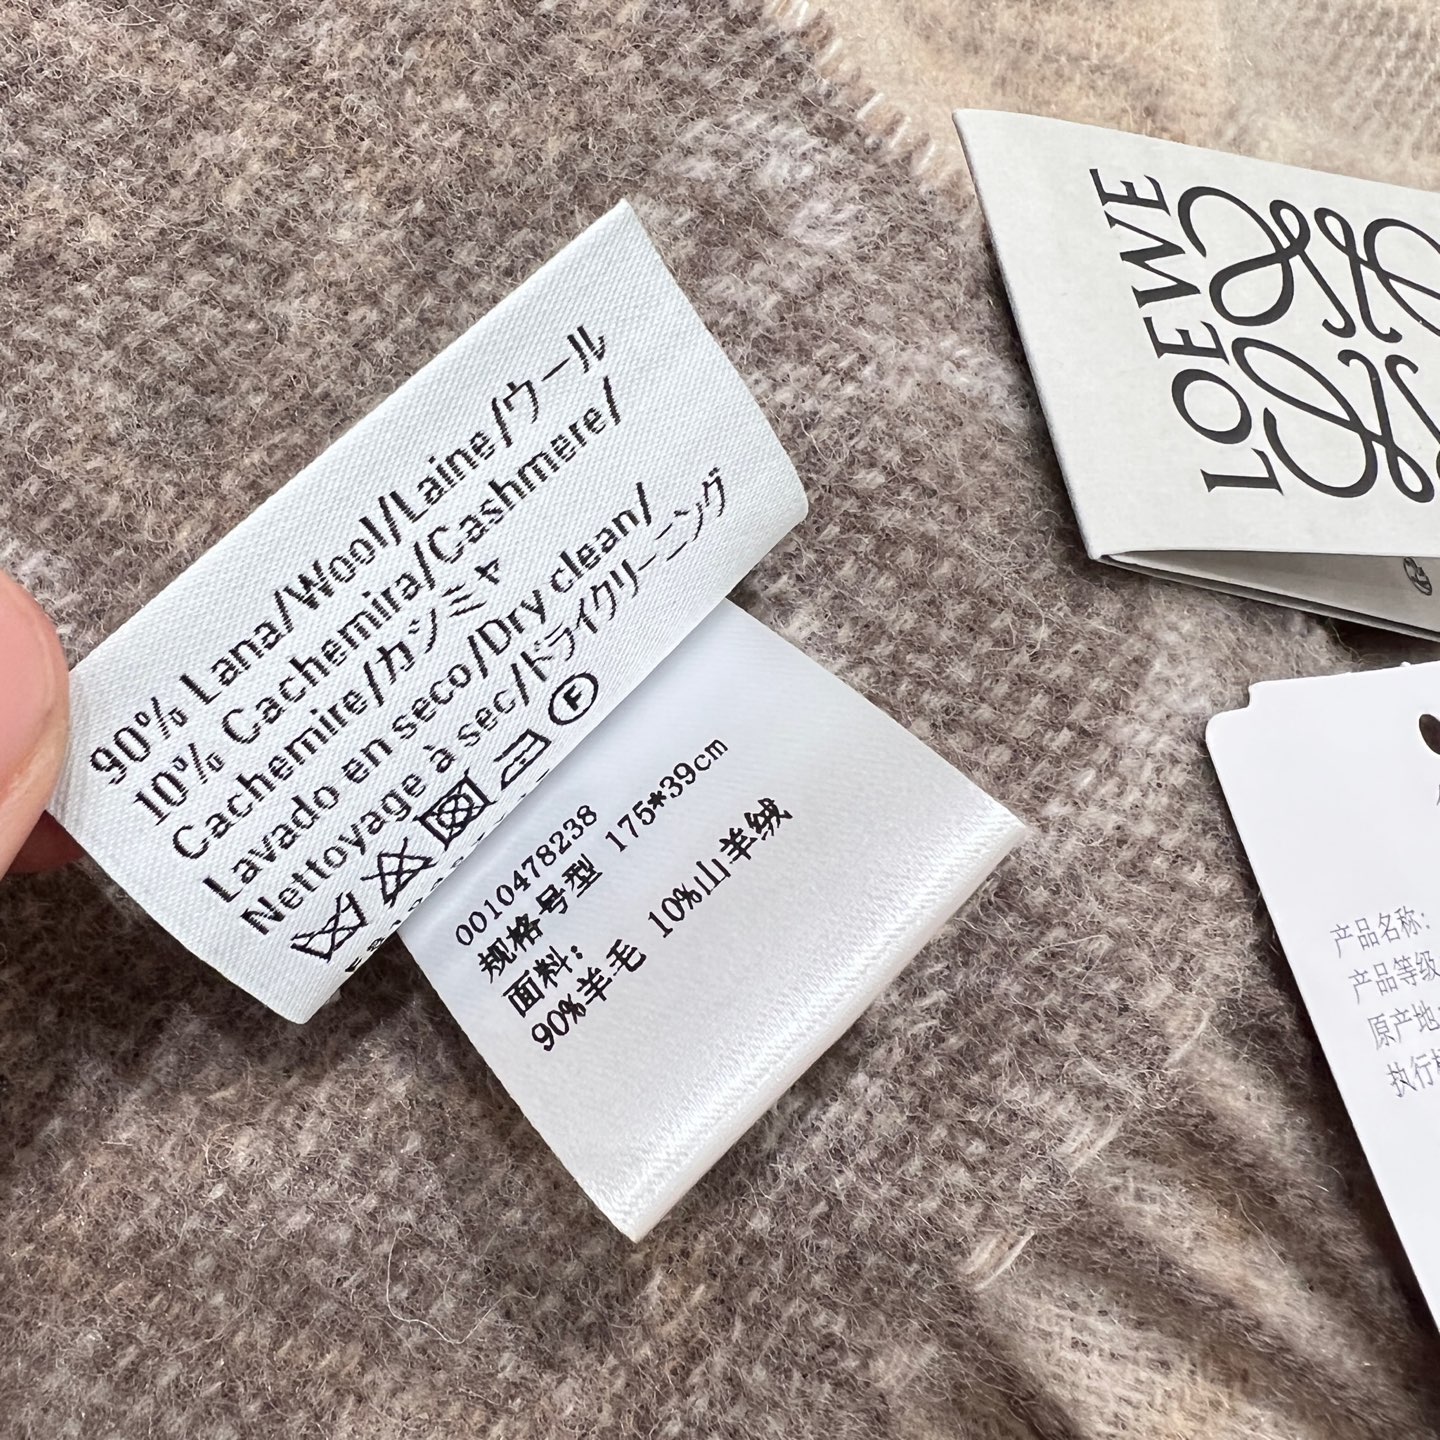 90% Lana/Wool/Laine/ウール
10% Cachemira/Cashmere/
Cachemire/カシミヤ
Lavado en seco/Dry clean/
Nettoyage à sec/ドライクリーニング
F
0010478238
规格号型 175*39cm
面料:
90%羊毛 10%山羊绒
LOEWE
®
产品名称:
产品等级
原产地:
执行标